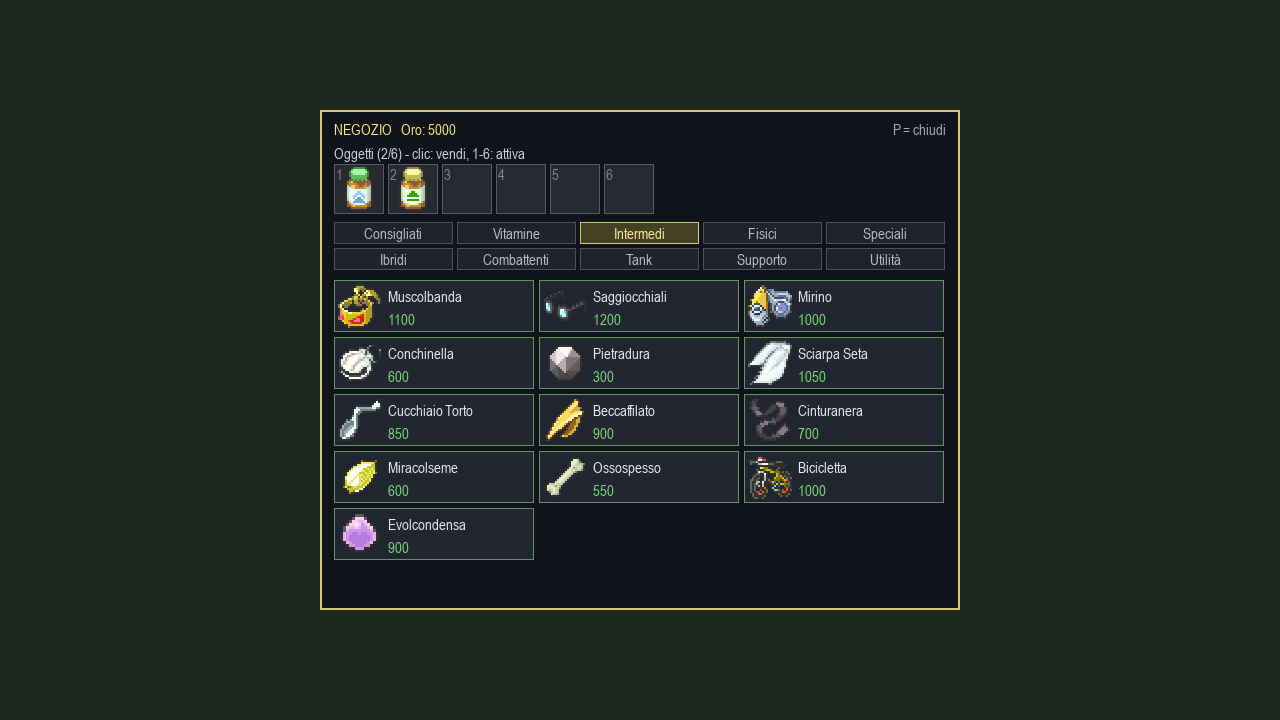 NEGOZIO Oro: 5000
P = chiudi
Oggetti (2/6) - clic: vendi, 1-6: attiva
1 2 3 4 5 6
Consigliati Vitamine Intermedi Fisici Speciali
Ibridi Combattenti Tank Supporto Utilità
Muscolbanda Saggiocchiali Mirino
1100 1200 1000
Conchinella Pietradura Sciarpa Seta
600 300 1050
Cucchiaio Torto Beccaffilato Cinturanera
850 900 700
Miracolseme Ossospesso Bicicletta
600 550 1000
Evolcondensa
900